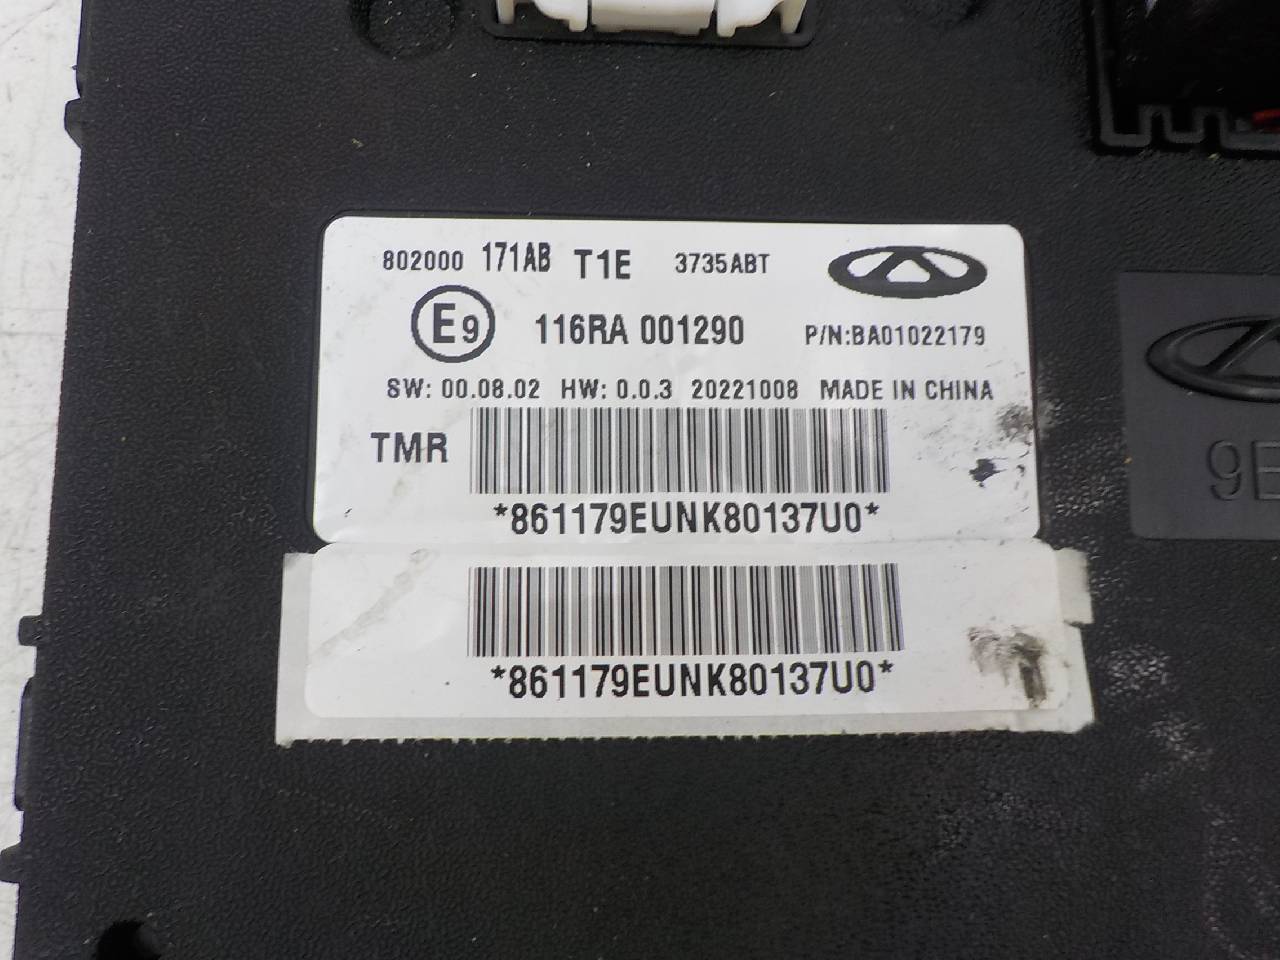 802000 171AB T1E 3735ABT
E9 116RA 001290 P/N:BA01022179
SW: 00.08.02 HW: 0.0.3 20221008 MADE IN CHINA
TMR
*861179EUNK80137U0*
*861179EUNK80137U0*